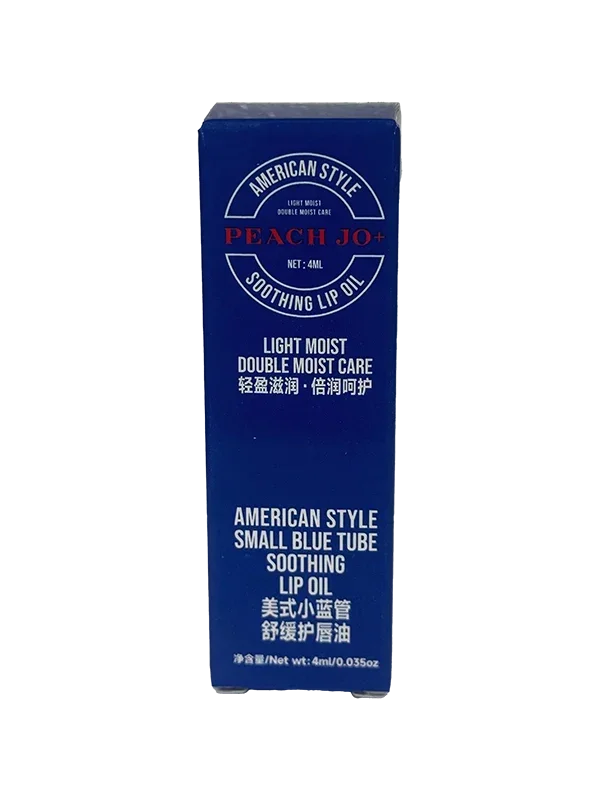 AMERICAN STYLE
LIGHT MOIST
DOUBLE MOIST CARE
PEACH JO+
NET: 4ML
SOOTHING LIP OIL
LIGHT MOIST
DOUBLE MOIST CARE
轻盈滋润·倍润呵护
AMERICAN STYLE
SMALL BLUE TUBE
SOOTHING
LIP OIL
美式小蓝管
舒缓护唇油
净含量/Net wt: 4ml/0.035oz